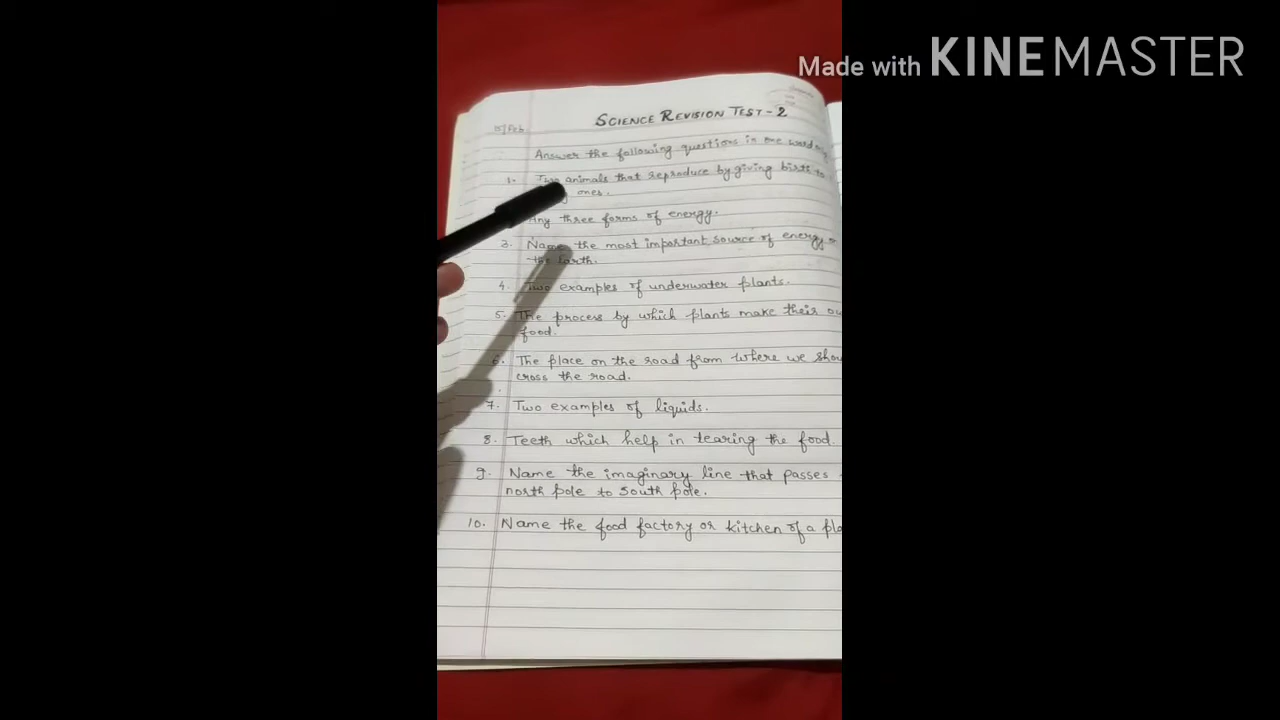 Made with KINEMASTER
SCIENCE REVISION TEST - 2
Answer the following questions in one word
1. Two animals that reproduce by giving birth to
ones.
Any three forms of energy.
3. Name the most important source of energy
the Earth.
4. Two examples of underwater plants.
5. The process by which plants make their
food.
6. The place on the road from where we
cross the road.
7. Two examples of liquids.
8. Teeth which help in tearing the food.
9. Name the imaginary line that passes
north pole to south pole.
10. Name the food factory or kitchen of a